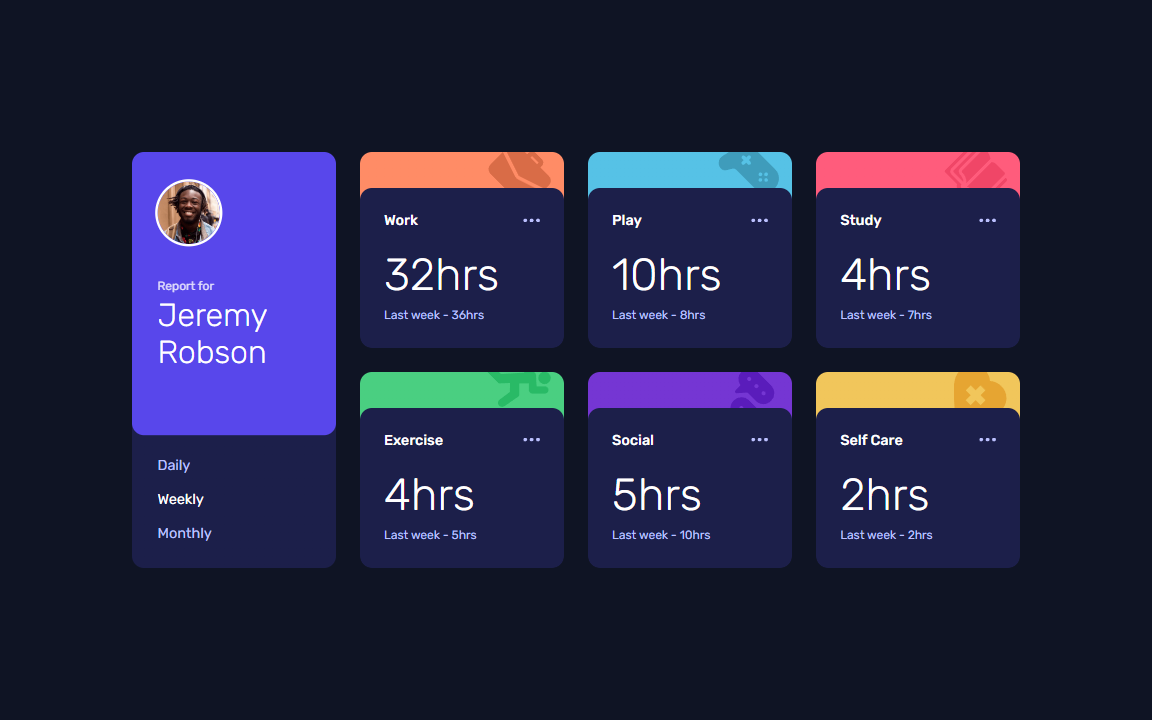 Report for
Jeremy
Robson
Daily
Weekly
Monthly
Work
32hrs
Last week - 36hrs
Play
10hrs
Last week - 8hrs
Study
4hrs
Last week - 7hrs
Exercise
4hrs
Last week - 5hrs
Social
5hrs
Last week - 10hrs
Self Care
2hrs
Last week - 2hrs